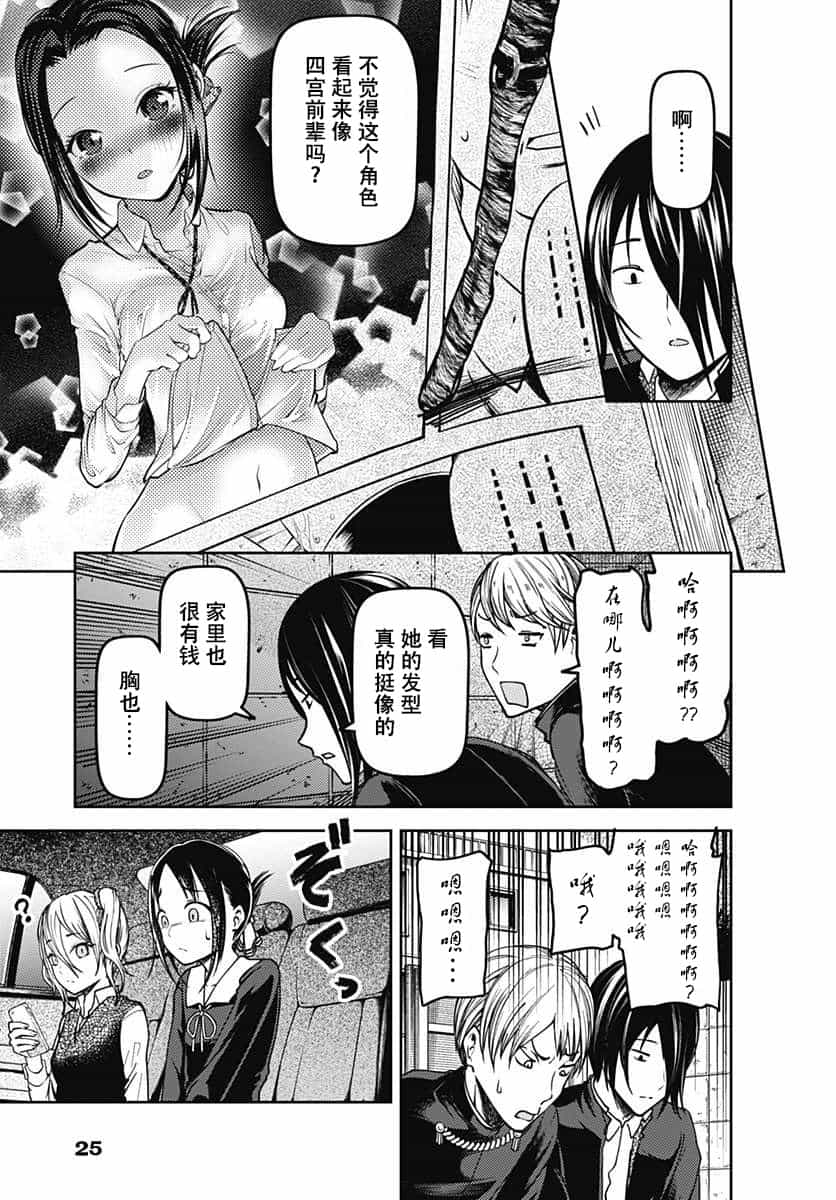 啊
……
不觉得这个角色
看起来像
四宫前辈吗？
哈啊啊啊啊??
在哪儿啊啊啊啊？
看
她的发型
真的挺像的
家里也
很有钱
胸也……
哈啊啊啊啊啊啊？
嗯嗯嗯嗯
哦哦哦哦哦
哦？
嗯嗯嗯…
ぞくっ
?
25